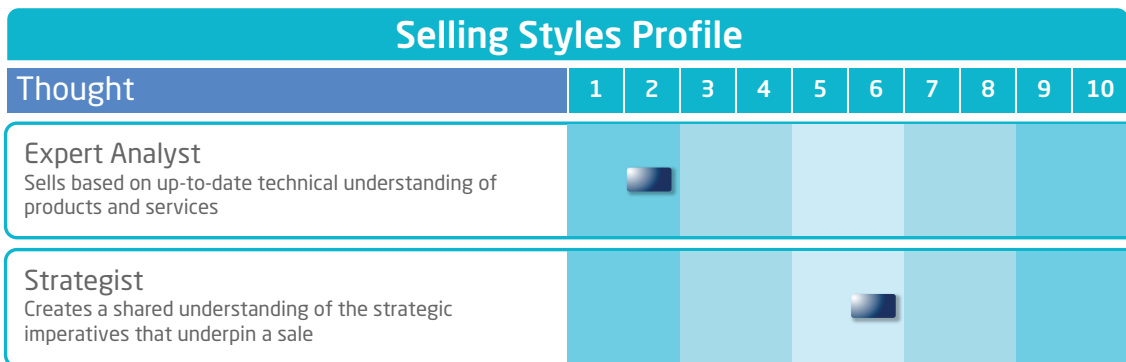 Selling Styles Profile
Thought 1 2 3 4 5 6 7 8 9 10
Expert Analyst
Sells based on up-to-date technical understanding of
products and services
Strategist
Creates a shared understanding of the strategic
imperatives that underpin a sale